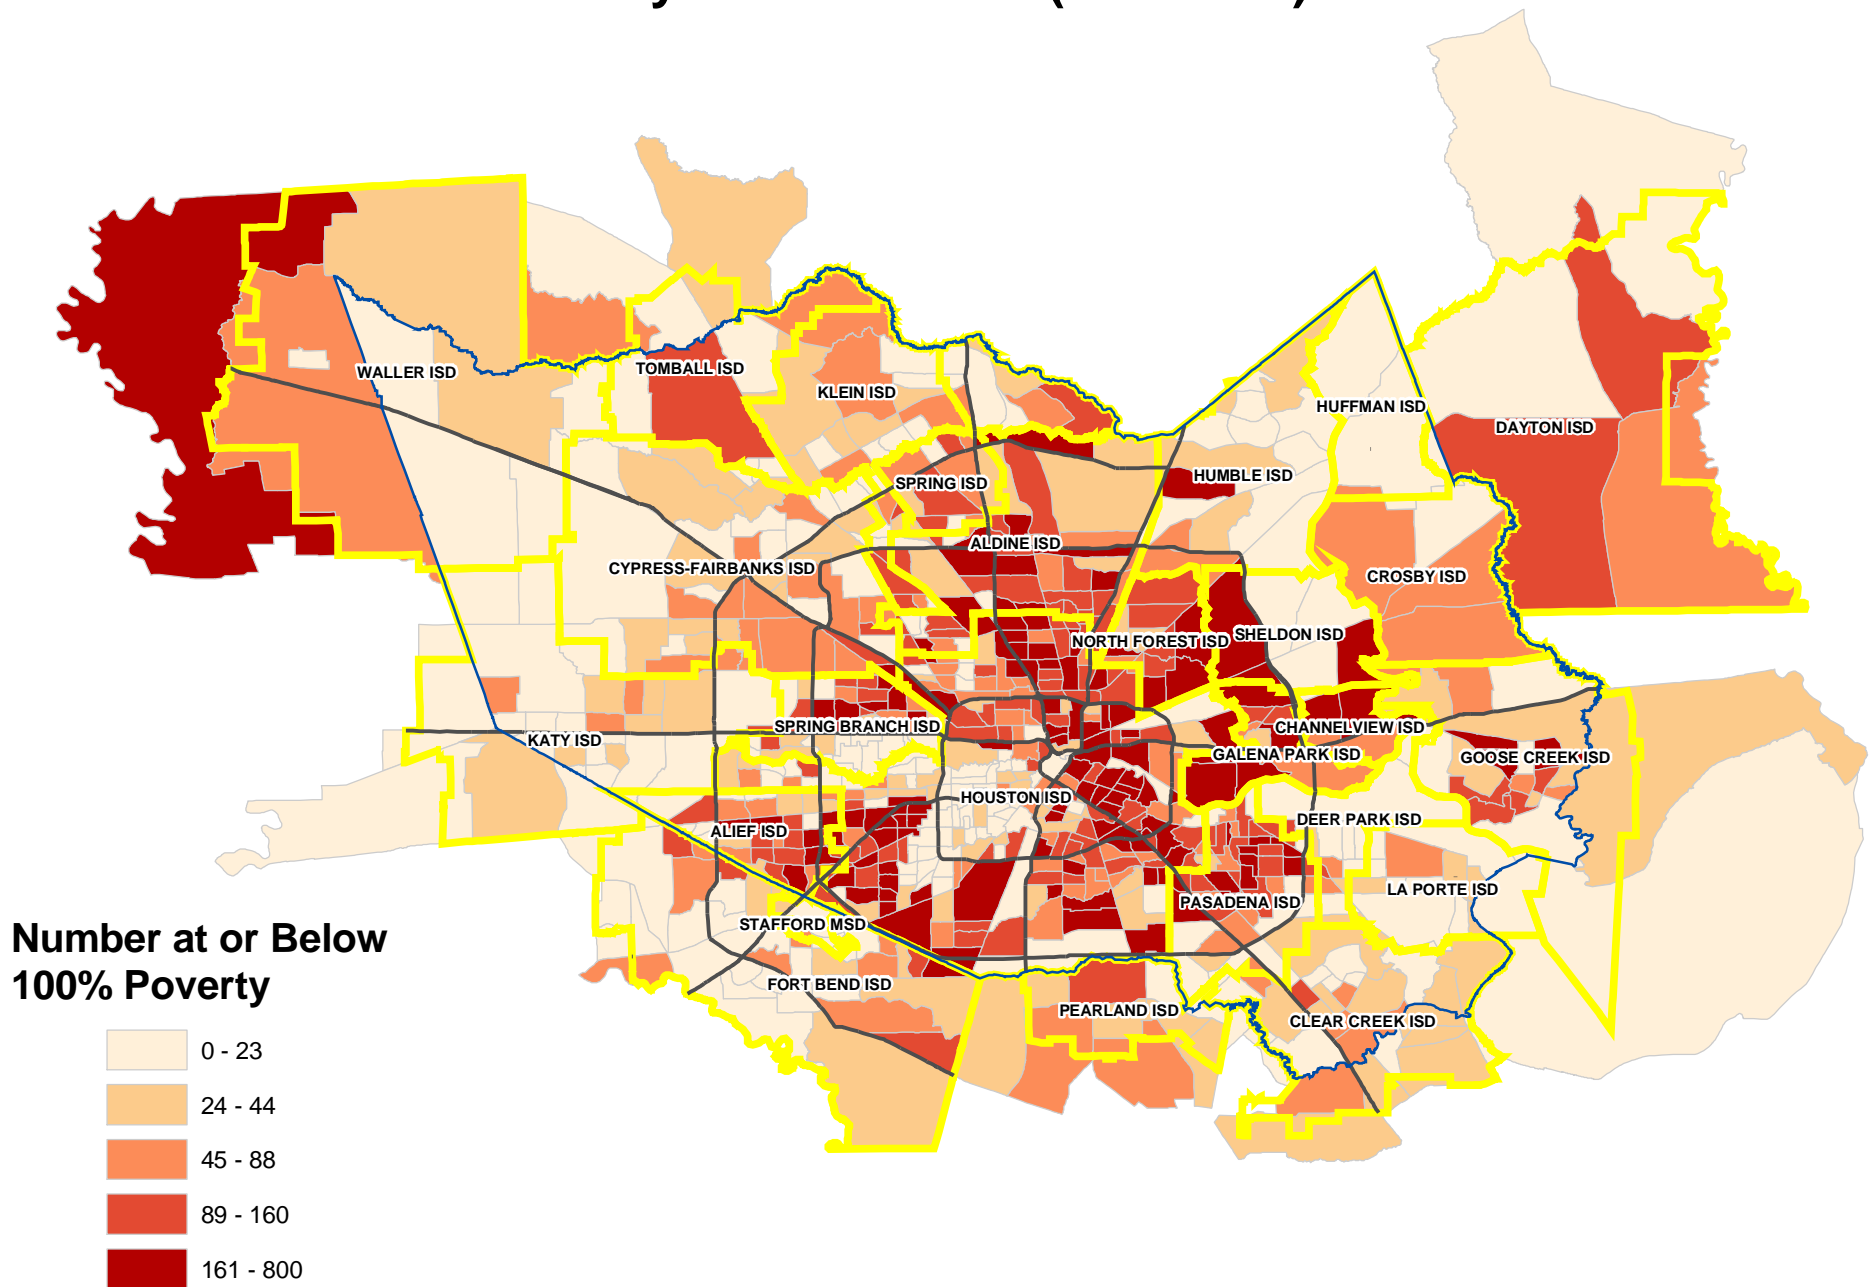 WALLER ISD
TOMBALL ISD
KLEIN ISD
HUFFMAN ISD
DAYTON ISD
SPRING ISD
HUMBLE ISD
ALDINE ISD
CYPRESS-FAIRBANKS ISD
CROSBY ISD
NORTH FOREST ISD
SHELDON ISD
SPRING BRANCH ISD
CHANNELVIEW ISD
KATY ISD
GALENA PARK ISD
GOOSE CREEK ISD
HOUSTON ISD
DEER PARK ISD
ALIEF ISD
LA PORTE ISD
PASADENA ISD
STAFFORD MSD
FORT BEND ISD
PEARLAND ISD
CLEAR CREEK ISD
Number at or Below
100% Poverty
0 - 23
24 - 44
45 - 88
89 - 160
161 - 800